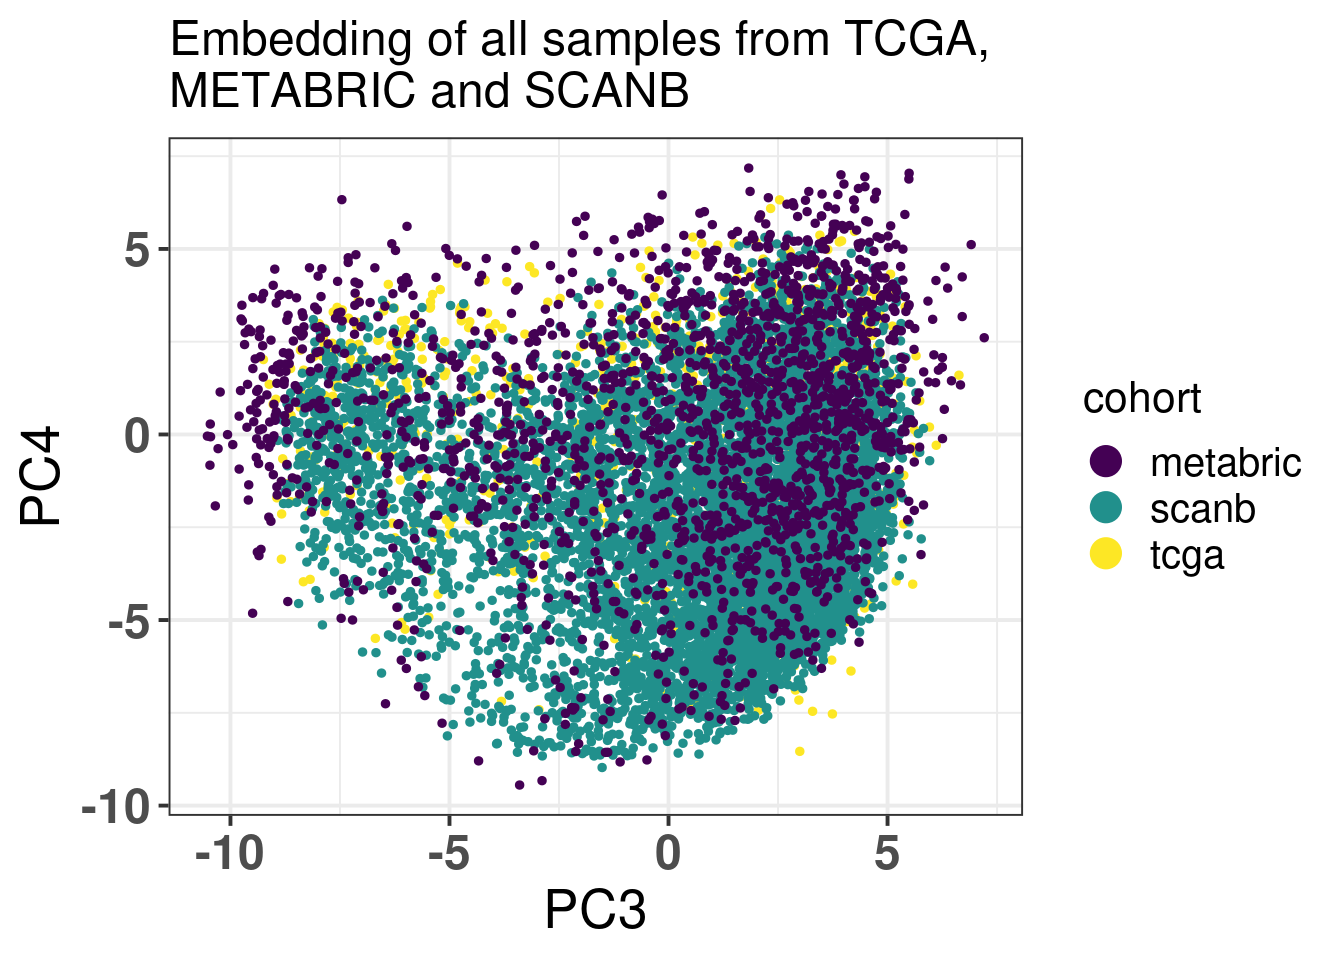 Embedding of all samples from TCGA,
METABRIC and SCANB
PC4
5
0
-5
-10
-10 -5 0 5
PC3
cohort
metabric
scanb
tcga